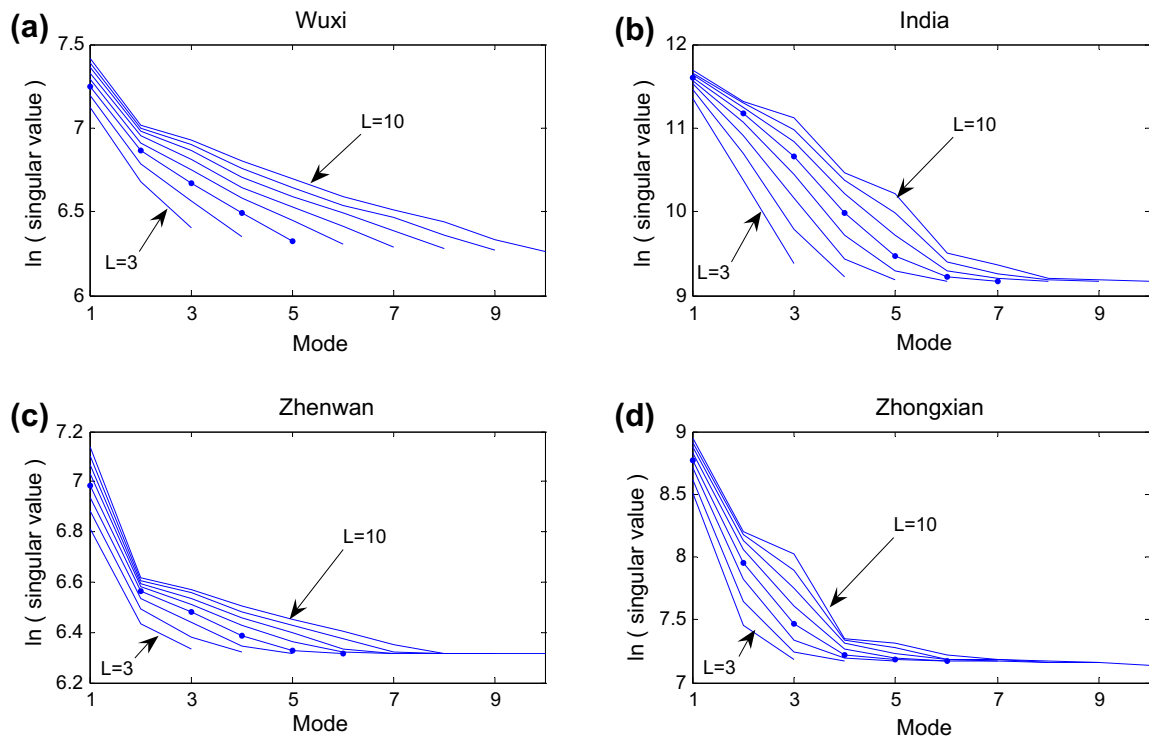 (a)
Wuxi
7.5
7
6.5
6
ln ( singular value )
L=10
L=3
1 3 5 7 9
Mode
(b)
India
12
11
10
9
ln ( singular value )
L=10
L=3
1 3 5 7 9
Mode
(c)
Zhenwan
7.2
7
6.8
6.6
6.4
6.2
ln ( singular value )
L=10
L=3
1 3 5 7 9
Mode
(d)
Zhongxian
9
8.5
8
7.5
7
ln ( singular value )
L=10
L=3
1 3 5 7 9
Mode